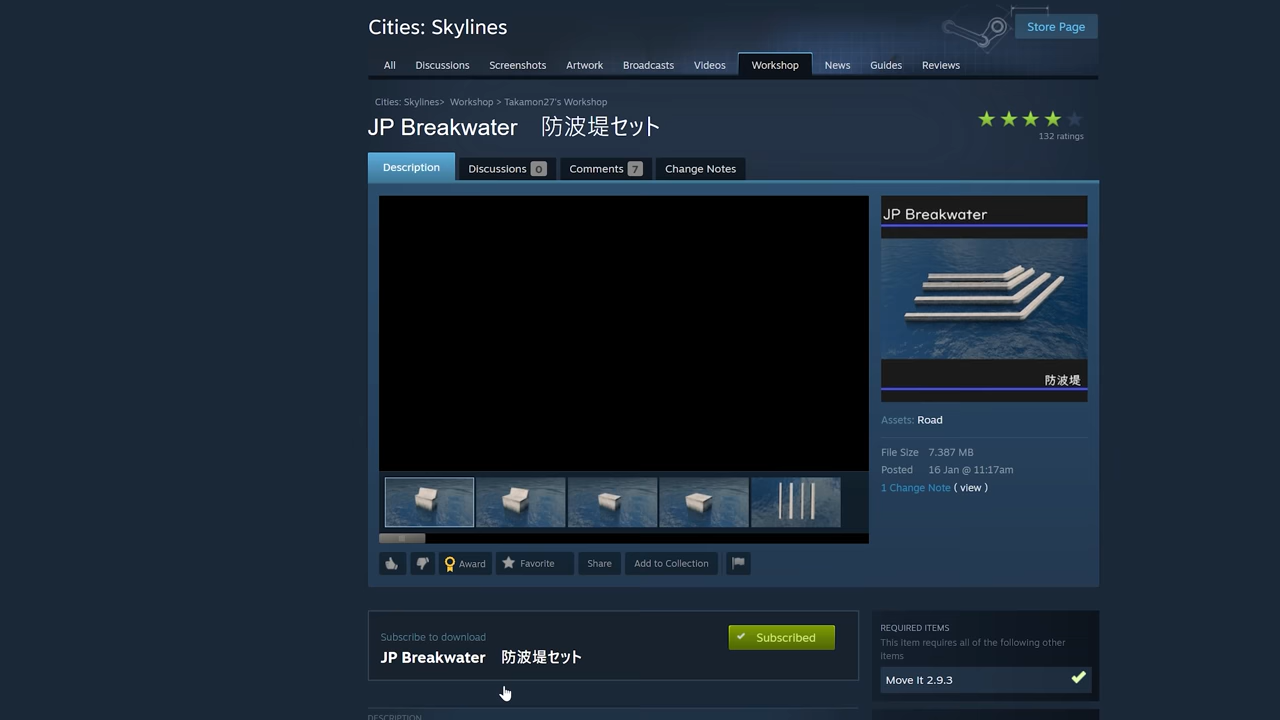 Cities: Skylines
Store Page
All Discussions Screenshots Artwork Broadcasts Videos Workshop News Guides Reviews
Cities: Skylines> Workshop > Takamon27's Workshop
JP Breakwater　防波堤セット
132 ratings
Description Discussions 0 Comments 7 Change Notes
JP Breakwater
防波堤
Assets: Road
File Size 7.387 MB
Posted 16 Jan @ 11:17am
1 Change Note ( view )
Award Favorite Share Add to Collection
Subscribe to download
JP Breakwater　防波堤セット
Subscribed
REQUIRED ITEMS
This item requires all of the following other
items
Move It 2.9.3
DESCRIPTION